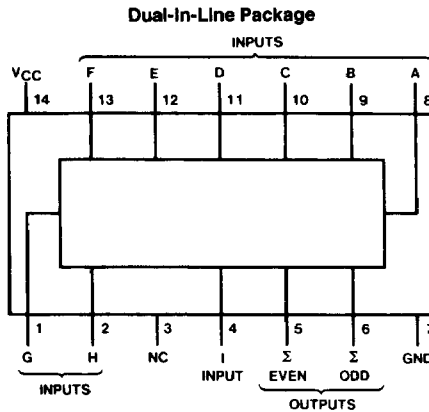 Dual-In-Line Package
INPUTS
VCC F E D C B A
14 13 12 11 10 9 8
1 2 3 4 5 6 7
G H NC I Σ Σ GND
INPUTS INPUT EVEN ODD
OUTPUTS